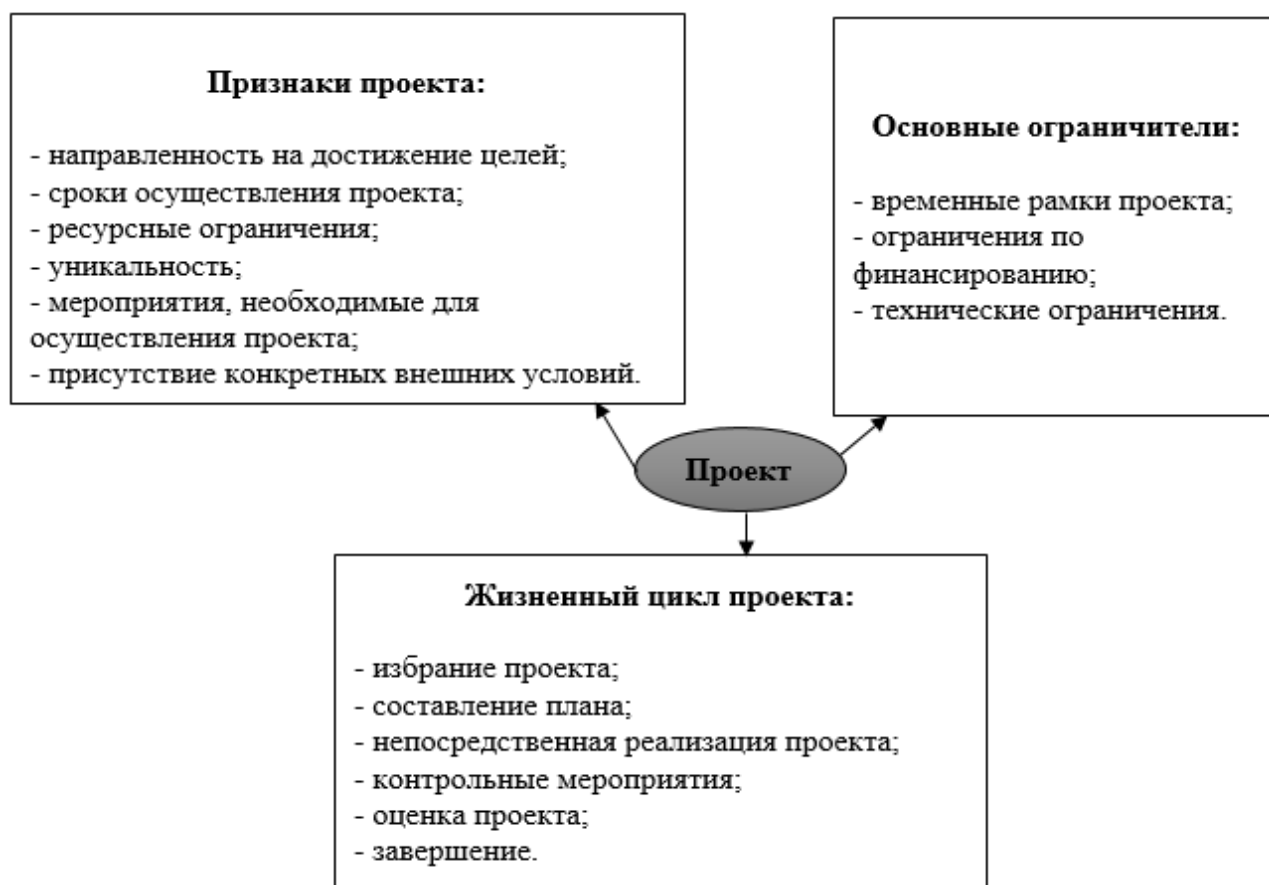 Признаки проекта:
- направленность на достижение целей;
- сроки осуществления проекта;
- ресурсные ограничения;
- уникальность;
- мероприятия, необходимые для
осуществления проекта;
- присутствие конкретных внешних условий.
Основные ограничители:
- временные рамки проекта;
- ограничения по
финансированию;
- технические ограничения.
Проект
Жизненный цикл проекта:
- избрание проекта;
- составление плана;
- непосредственная реализация проекта;
- контрольные мероприятия;
- оценка проекта;
- завершение.